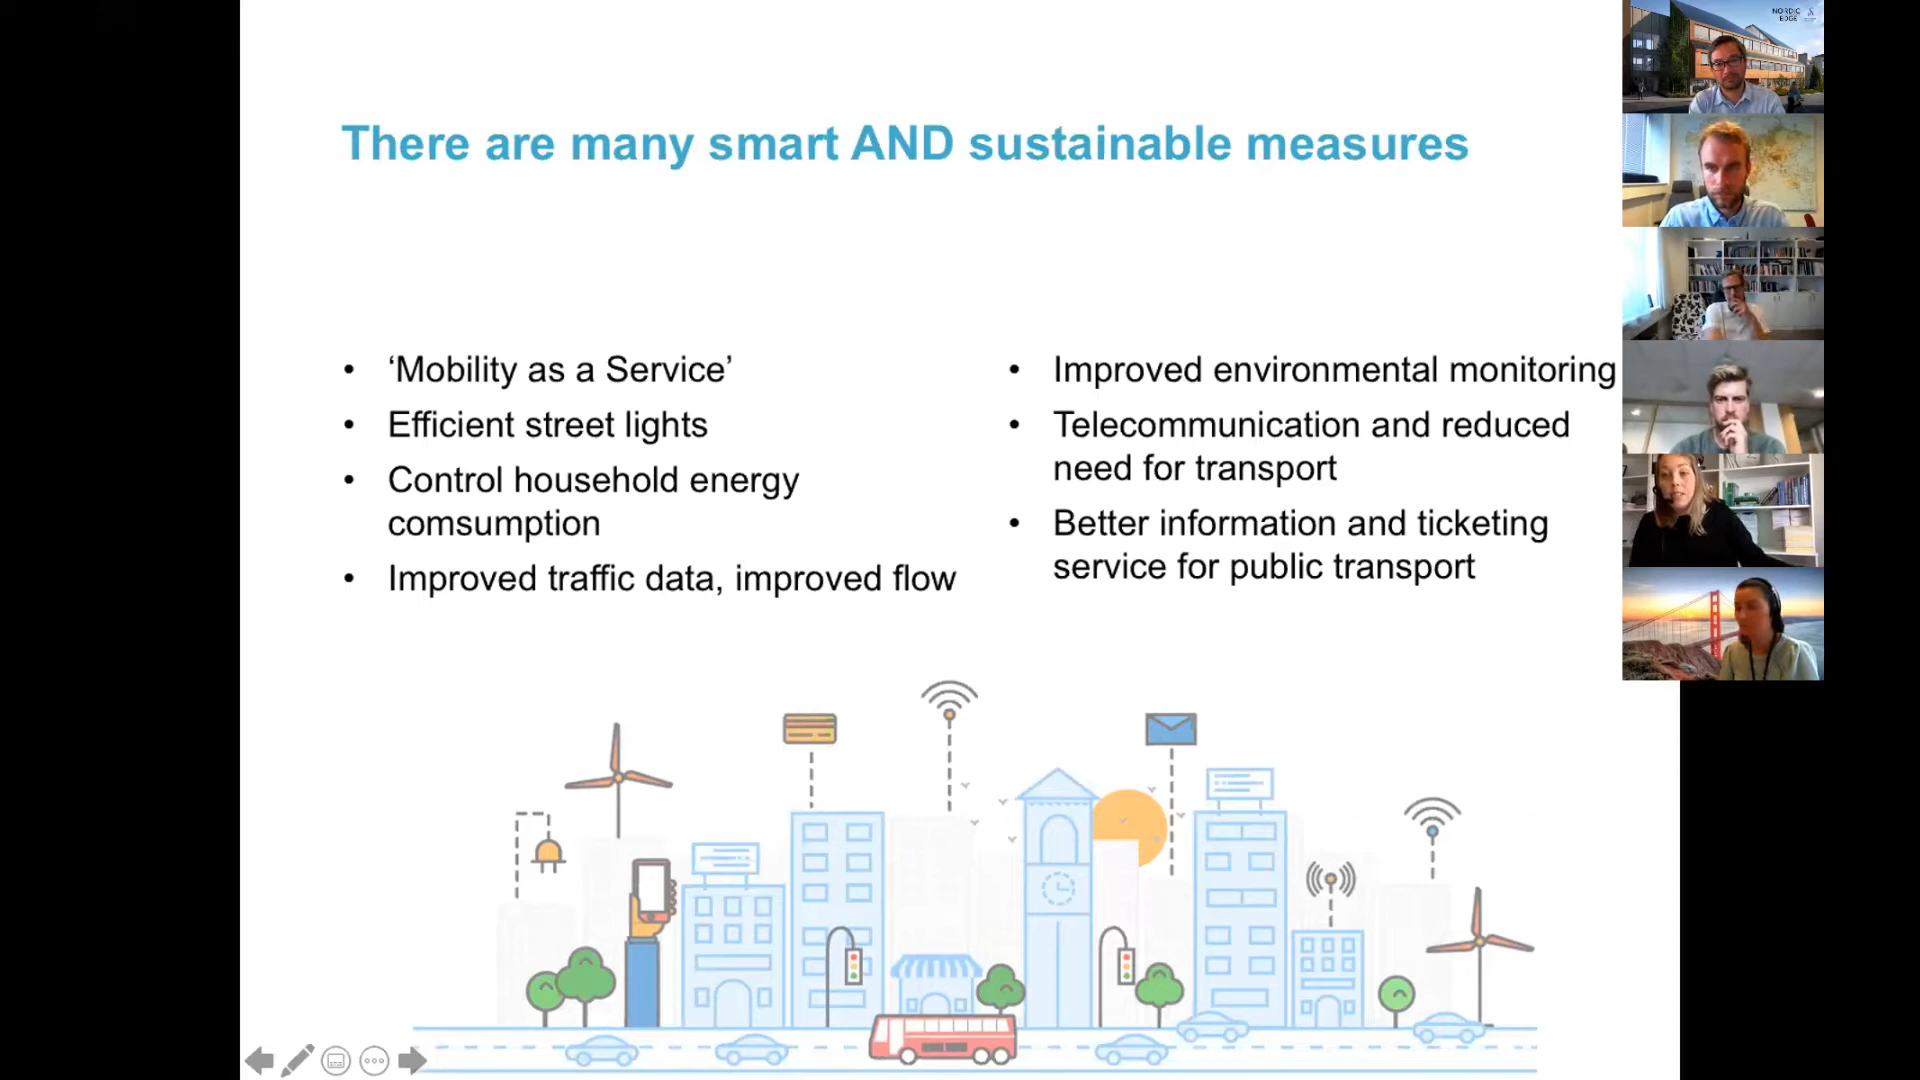 There are many smart AND sustainable measures
• ‘Mobility as a Service’
• Efficient street lights
• Control household energy
comsumption
• Improved traffic data, improved flow
• Improved environmental monitoring
• Telecommunication and reduced
need for transport
• Better information and ticketing
service for public transport
NORDIC
EDGE